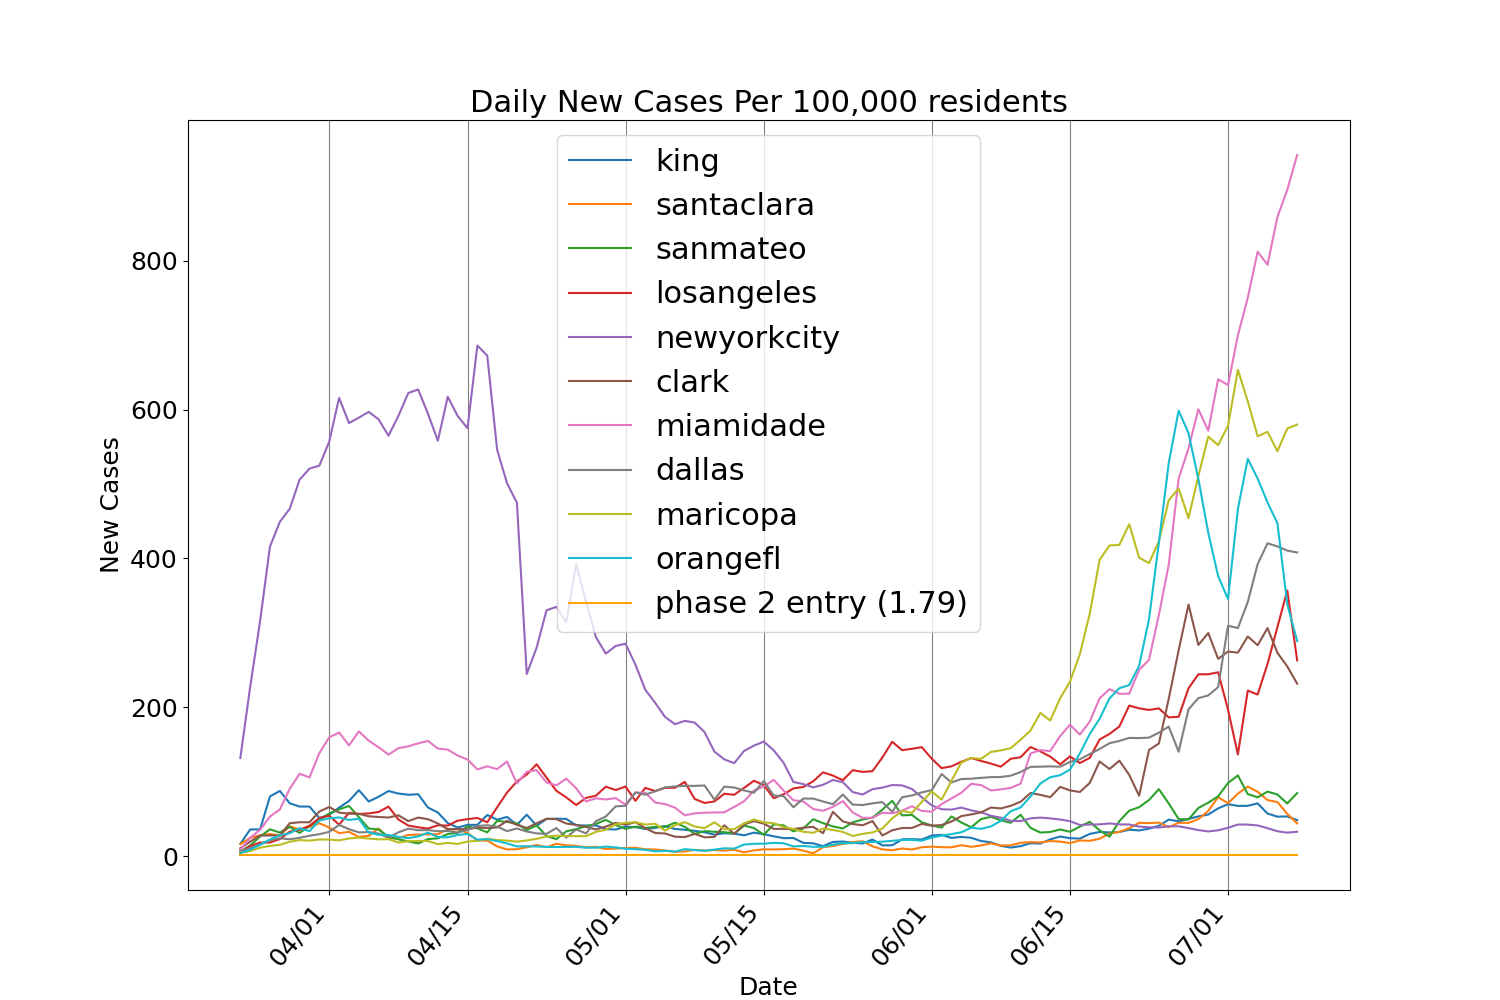 Daily New Cases Per 100,000 residents
king
santaclara
sanmateo
losangeles
newyorkcity
clark
miamidade
dallas
maricopa
orangefl
phase 2 entry (1.79)
New Cases
800
600
400
200
0
04/01
04/15
05/01
05/15
06/01
06/15
07/01
Date